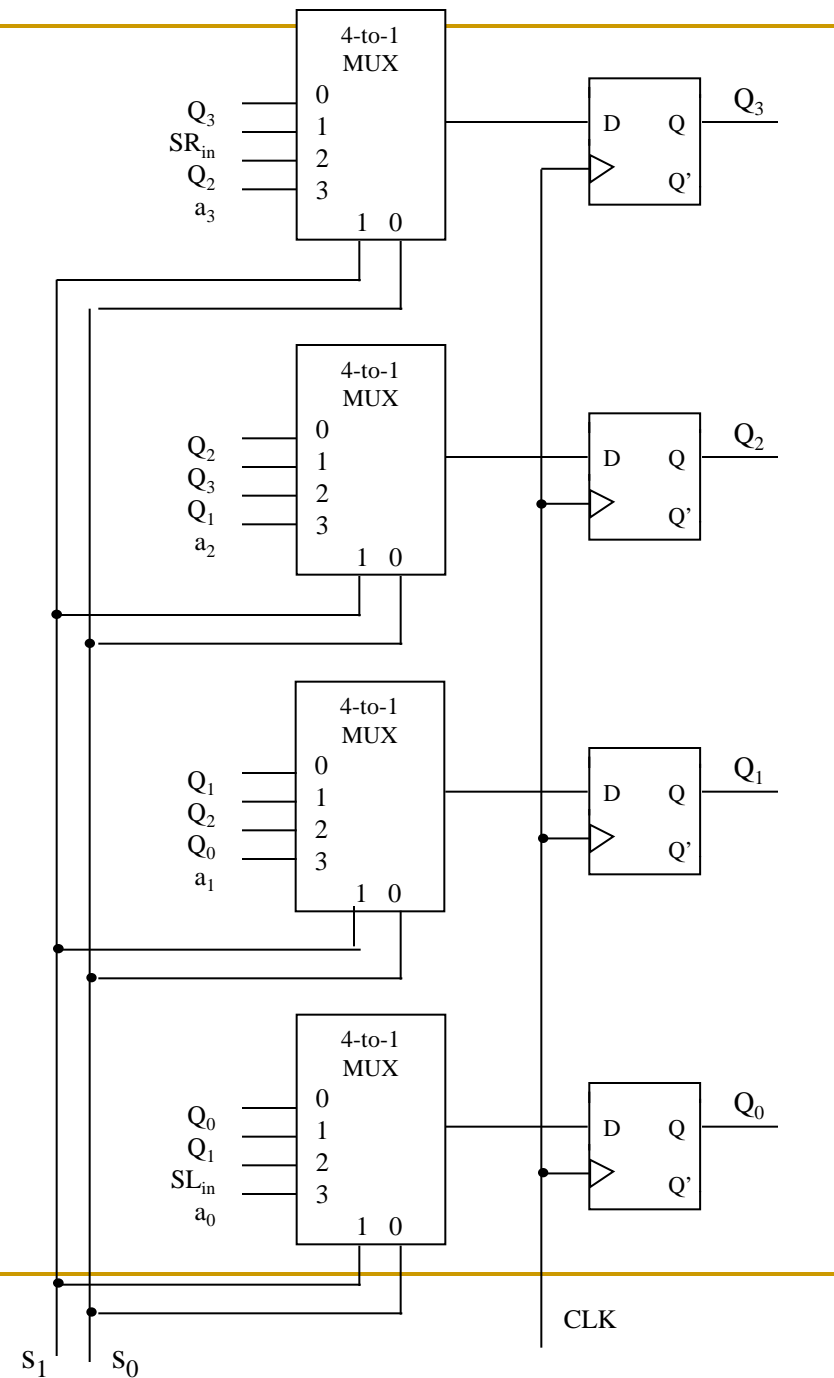 4-to-1
MUX
0
1
2
3
1 0
Q₃
SRᵢₙ
Q₂
a₃
D Q
Q’
Q₃
4-to-1
MUX
0
1
2
3
1 0
Q₂
Q₃
Q₁
a₂
D Q
Q’
Q₂
4-to-1
MUX
0
1
2
3
1 0
Q₁
Q₂
Q₀
a₁
D Q
Q’
Q₁
4-to-1
MUX
0
1
2
3
1 0
Q₀
Q₁
SLᵢₙ
a₀
D Q
Q’
Q₀
CLK
s₁ s₀